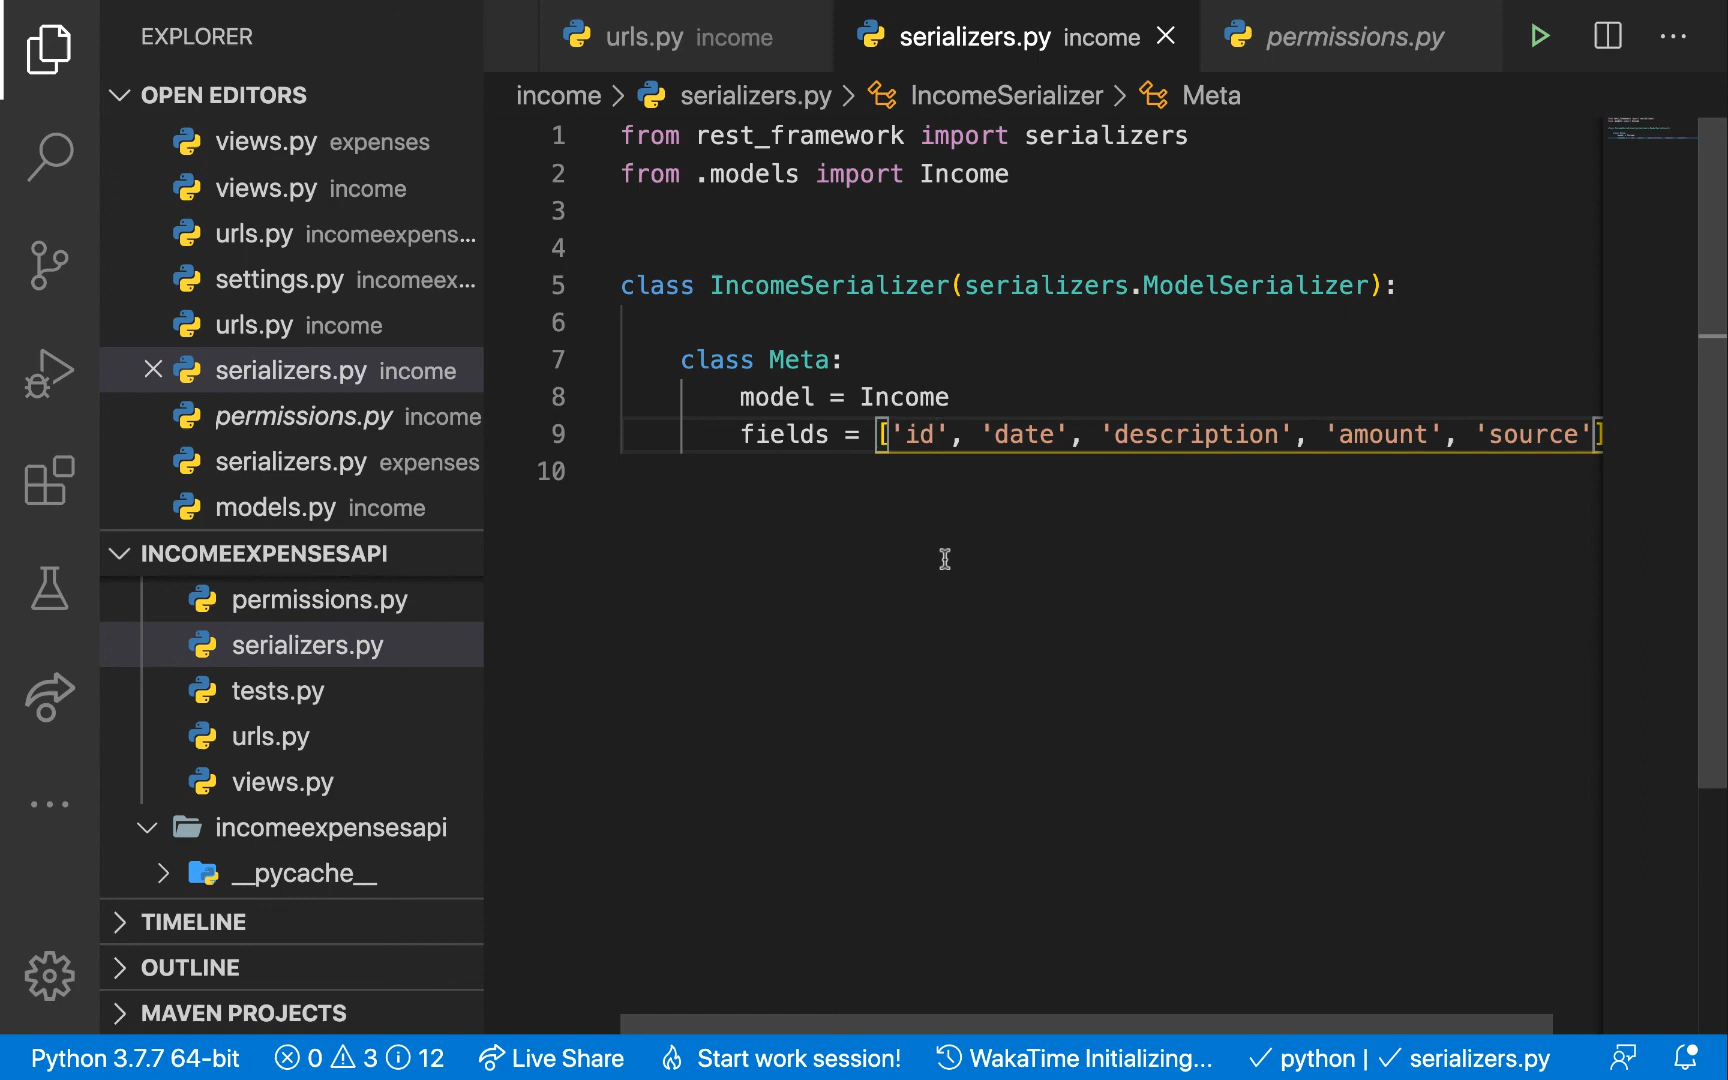 EXPLORER
OPEN EDITORS
views.py expenses
views.py income
urls.py incomeexpens...
settings.py incomeex...
urls.py income
serializers.py income
permissions.py income
serializers.py expenses
models.py income
INCOMEEXPENSESAPI
permissions.py
serializers.py
tests.py
urls.py
views.py
incomeexpensesapi
__pycache__
TIMELINE
OUTLINE
MAVEN PROJECTS
urls.py income
serializers.py income
permissions.py
income > serializers.py > IncomeSerializer > Meta
1 from rest_framework import serializers
2 from .models import Income
3
4
5 class IncomeSerializer(serializers.ModelSerializer):
6
7 class Meta:
8 model = Income
9 fields = ['id', 'date', 'description', 'amount', 'source']
10
Python 3.7.7 64-bit 0 3 12 Live Share Start work session! WakaTime Initializing... ✓ python | ✓ serializers.py